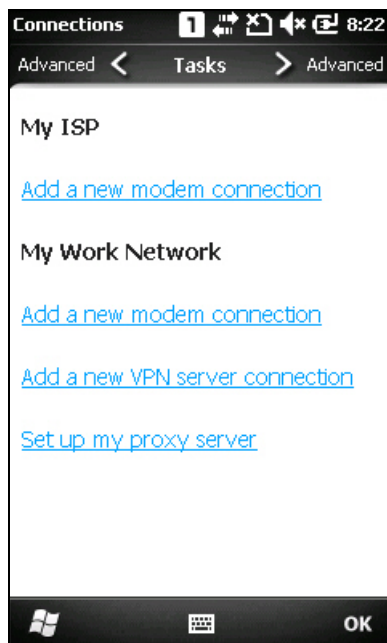 Connections 1 8:22
Advanced < Tasks > Advanced
My ISP
Add a new modem connection
My Work Network
Add a new modem connection
Add a new VPN server connection
Set up my proxy server
OK